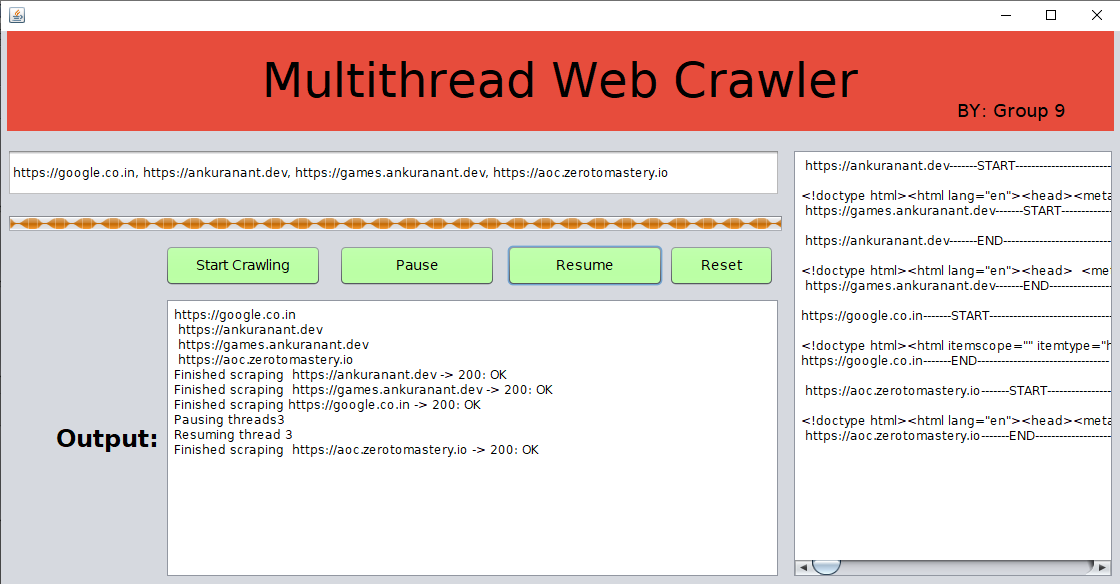 Multithread Web Crawler
BY: Group 9
https://google.co.in, https://ankuranant.dev, https://games.ankuranant.dev, https://aoc.zerotomastery.io
Start Crawling
Pause
Resume
Reset
Output:
https://google.co.in
https://ankuranant.dev
https://games.ankuranant.dev
https://aoc.zerotomastery.io
Finished scraping  https://ankuranant.dev -> 200: OK
Finished scraping  https://games.ankuranant.dev -> 200: OK
Finished scraping https://google.co.in -> 200: OK
Pausing threads3
Resuming thread 3
Finished scraping  https://aoc.zerotomastery.io -> 200: OK
https://ankuranant.dev-------START------------------------
<!doctype html><html lang="en"><head><meta
https://games.ankuranant.dev-------START-------------
https://ankuranant.dev-------END---------------------------
<!doctype html><html lang="en"><head>  <me
https://games.ankuranant.dev-------END----------------
https://google.co.in-------START------------------------------
<!doctype html><html itemscope="" itemtype="h
https://google.co.in-------END---------------------------------
https://aoc.zerotomastery.io-------START----------------
<!doctype html><html lang="en"><head><meta
https://aoc.zerotomastery.io-------END-------------------